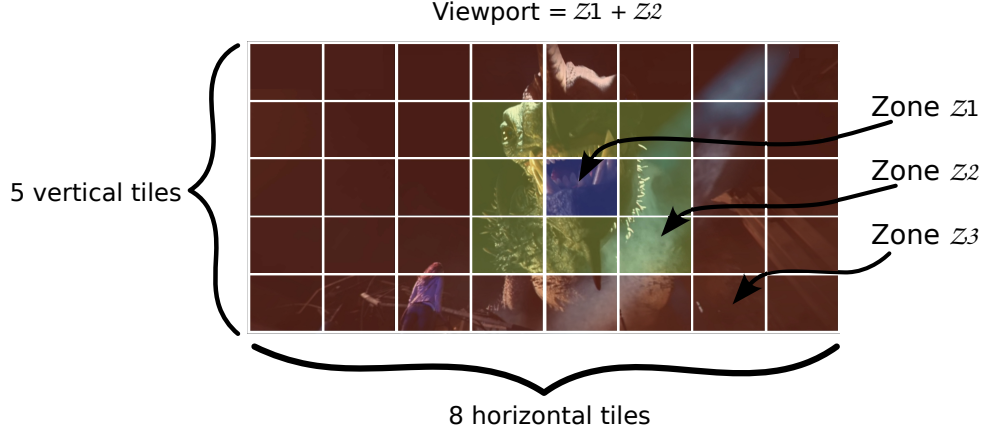 Viewport = Z1 + Z2
Zone Z1
5 vertical tiles
Zone Z2
Zone Z3
8 horizontal tiles